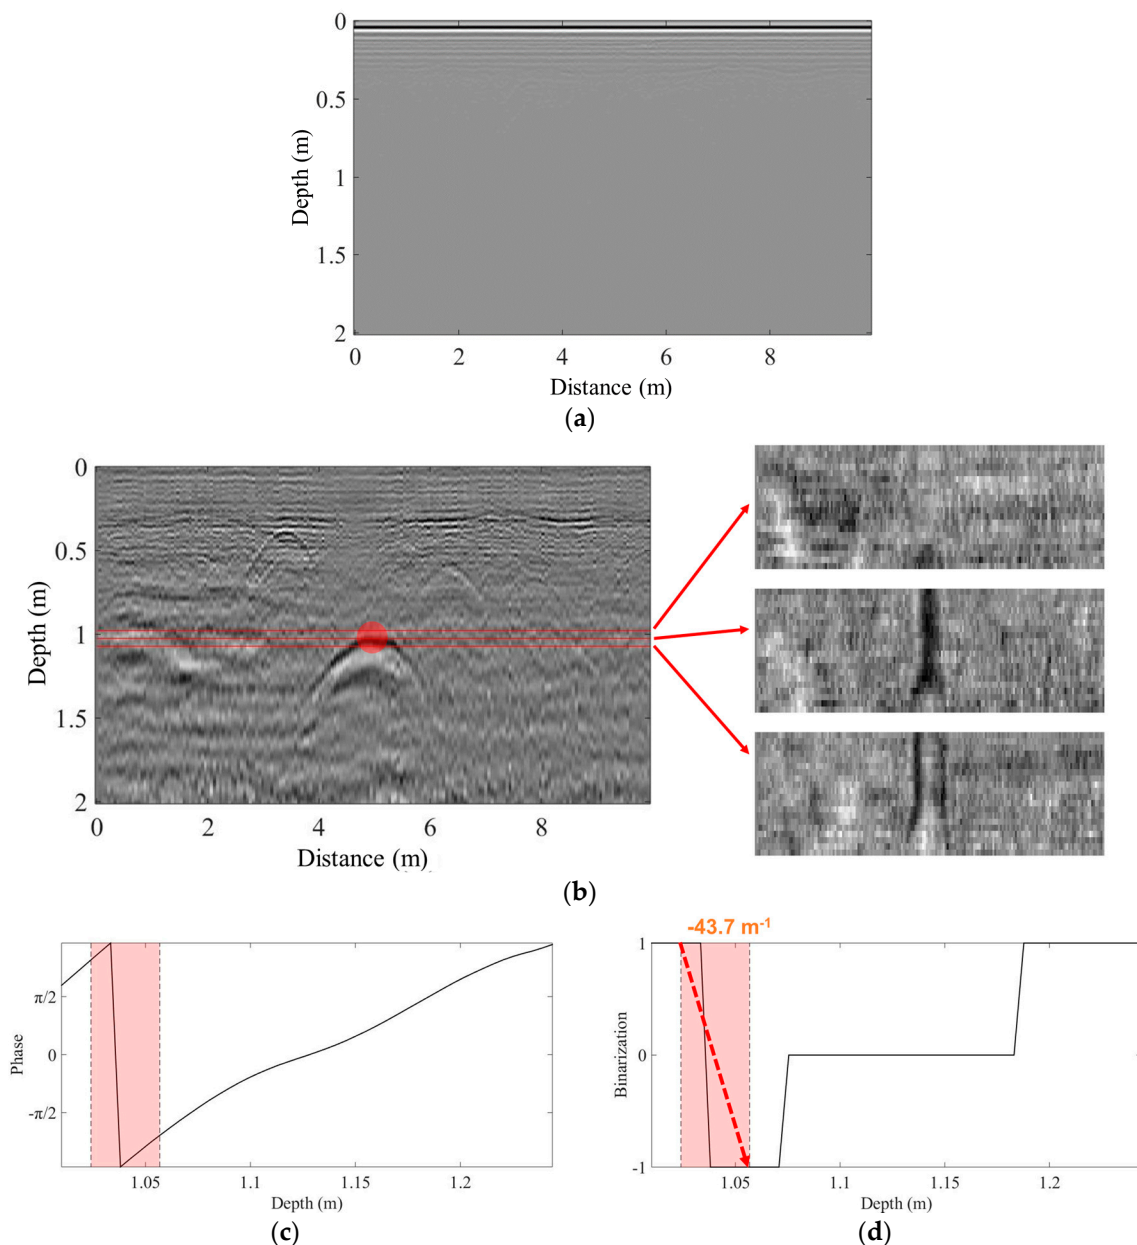 0
0.5
1
1.5
2
Depth (m)
0 2 4 6 8
Distance (m)
(a)
0
0.5
1
1.5
2
Depth (m)
0 2 4 6 8
Distance (m)
(b)
π/2
0
-π/2
Phase
1.05 1.1 1.15 1.2
Depth (m)
(c)
-43.7 m⁻¹
1
0
-1
Binarization
1.05 1.1 1.15 1.2
Depth (m)
(d)